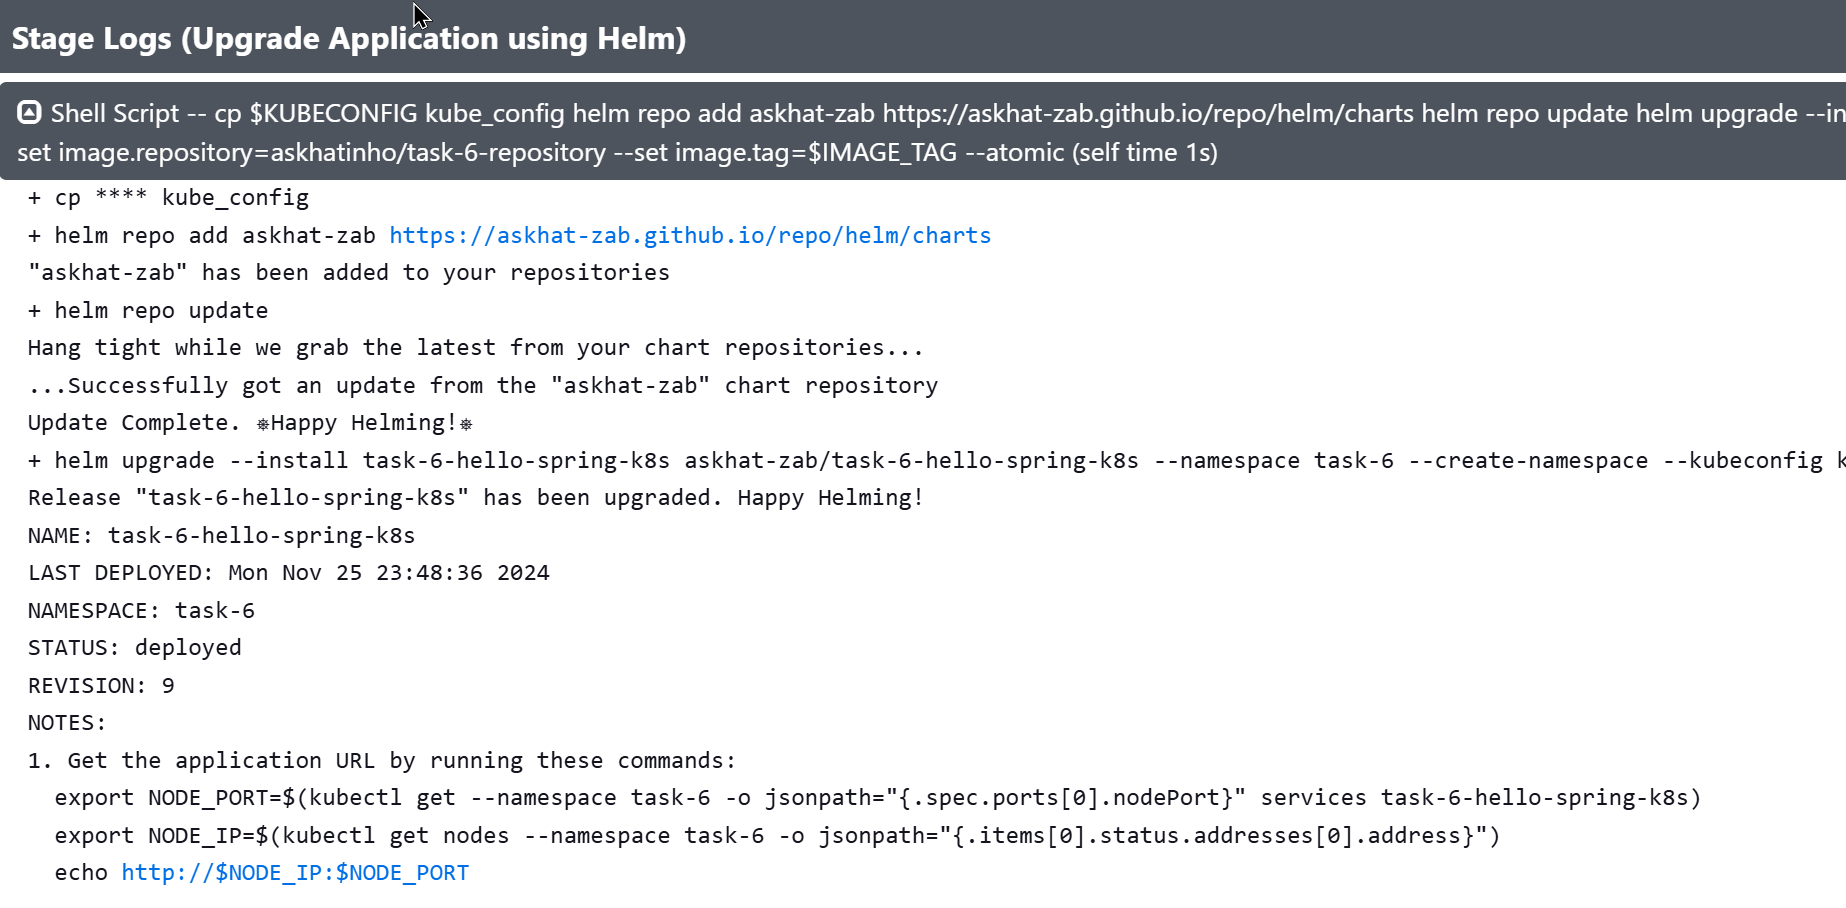 Stage Logs (Upgrade Application using Helm)
Shell Script -- cp $KUBECONFIG kube_config helm repo add askhat-zab https://askhat-zab.github.io/repo/helm/charts helm repo update helm upgrade --in
set image.repository=askhatinho/task-6-repository --set image.tag=$IMAGE_TAG --atomic (self time 1s)
+ cp **** kube_config
+ helm repo add askhat-zab https://askhat-zab.github.io/repo/helm/charts
"askhat-zab" has been added to your repositories
+ helm repo update
Hang tight while we grab the latest from your chart repositories...
...Successfully got an update from the "askhat-zab" chart repository
Update Complete. ⎈Happy Helming!⎈
+ helm upgrade --install task-6-hello-spring-k8s askhat-zab/task-6-hello-spring-k8s --namespace task-6 --create-namespace --kubeconfig k
Release "task-6-hello-spring-k8s" has been upgraded. Happy Helming!
NAME: task-6-hello-spring-k8s
LAST DEPLOYED: Mon Nov 25 23:48:36 2024
NAMESPACE: task-6
STATUS: deployed
REVISION: 9
NOTES:
1. Get the application URL by running these commands:
  export NODE_PORT=$(kubectl get --namespace task-6 -o jsonpath="{.spec.ports[0].nodePort}" services task-6-hello-spring-k8s)
  export NODE_IP=$(kubectl get nodes --namespace task-6 -o jsonpath="{.items[0].status.addresses[0].address}")
  echo http://$NODE_IP:$NODE_PORT